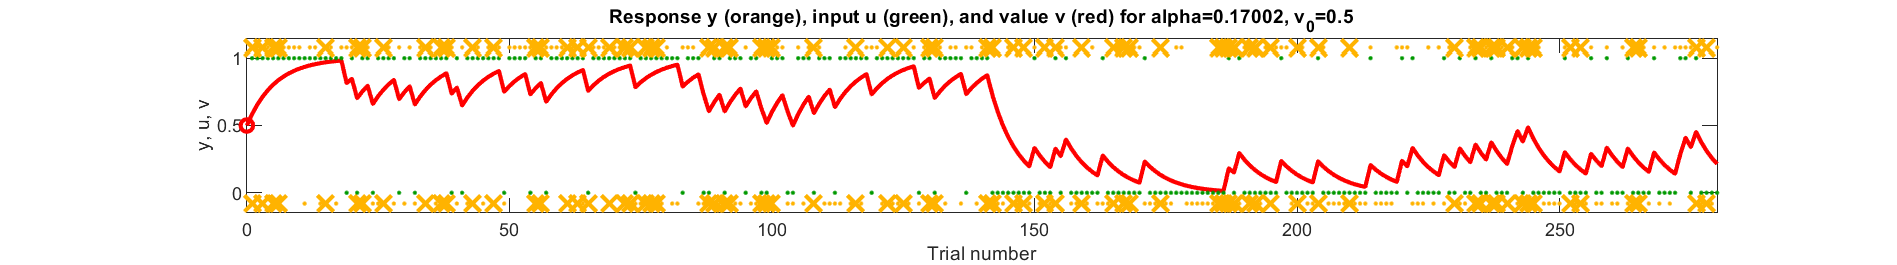 Response y (orange), input u (green), and value v (red) for alpha=0.17002, v0=0.5
y, u, v
1
0.5
0
0 50 100 150 200 250
Trial number